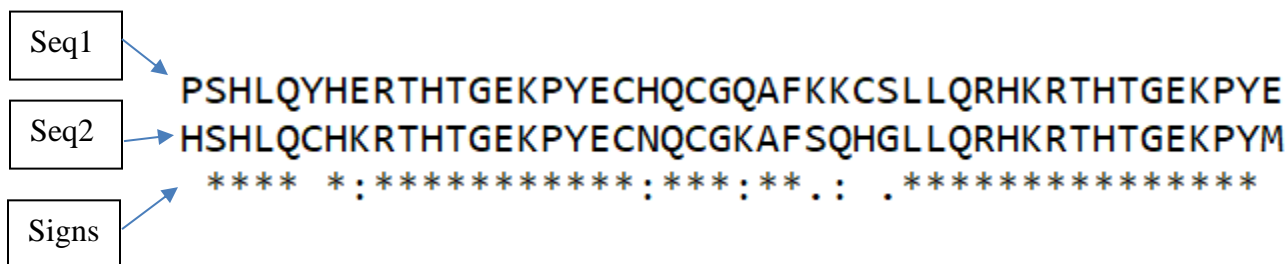 Seq1
PSHLQYHERTHTGEKPYECHQCGQAFKKCSLLQRHKRTHTGEKPYE
Seq2
HSHLQCHKRTHTGEKPYECNQCGKAFSQHGLLQRHKRTHTGEKPYM
**** *:***********:***:**.: .***************
Signs